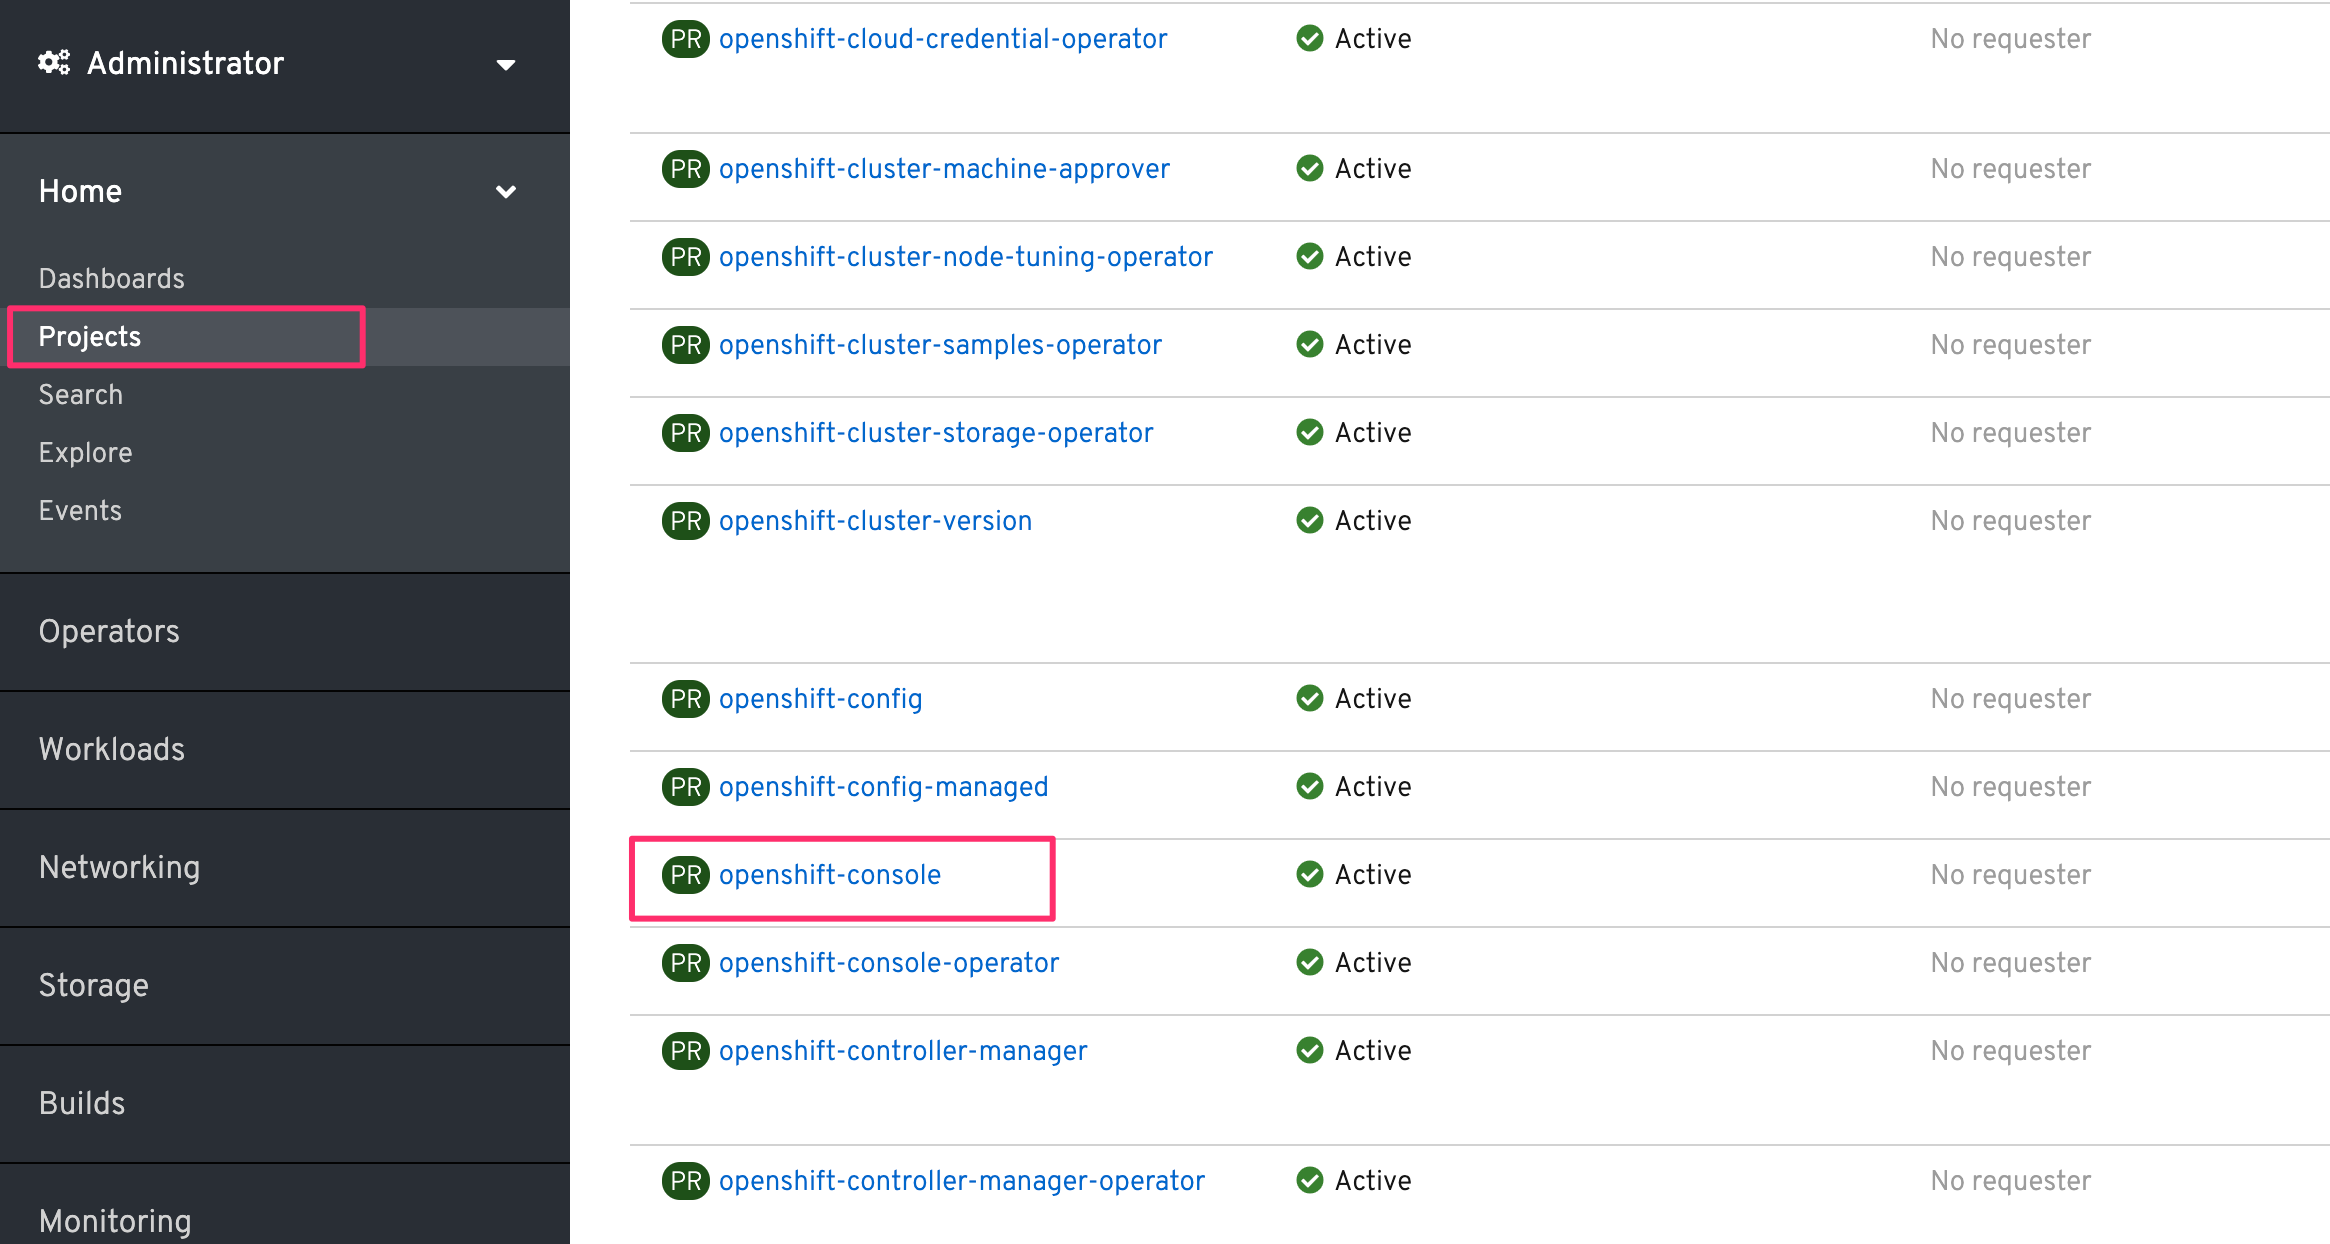 Administrator
Home
Dashboards
Projects
Search
Explore
Events
Operators
Workloads
Networking
Storage
Builds
Monitoring
PR openshift-cloud-credential-operator Active No requester
PR openshift-cluster-machine-approver Active No requester
PR openshift-cluster-node-tuning-operator Active No requester
PR openshift-cluster-samples-operator Active No requester
PR openshift-cluster-storage-operator Active No requester
PR openshift-cluster-version Active No requester
PR openshift-config Active No requester
PR openshift-config-managed Active No requester
PR openshift-console Active No requester
PR openshift-console-operator Active No requester
PR openshift-controller-manager Active No requester
PR openshift-controller-manager-operator Active No requester